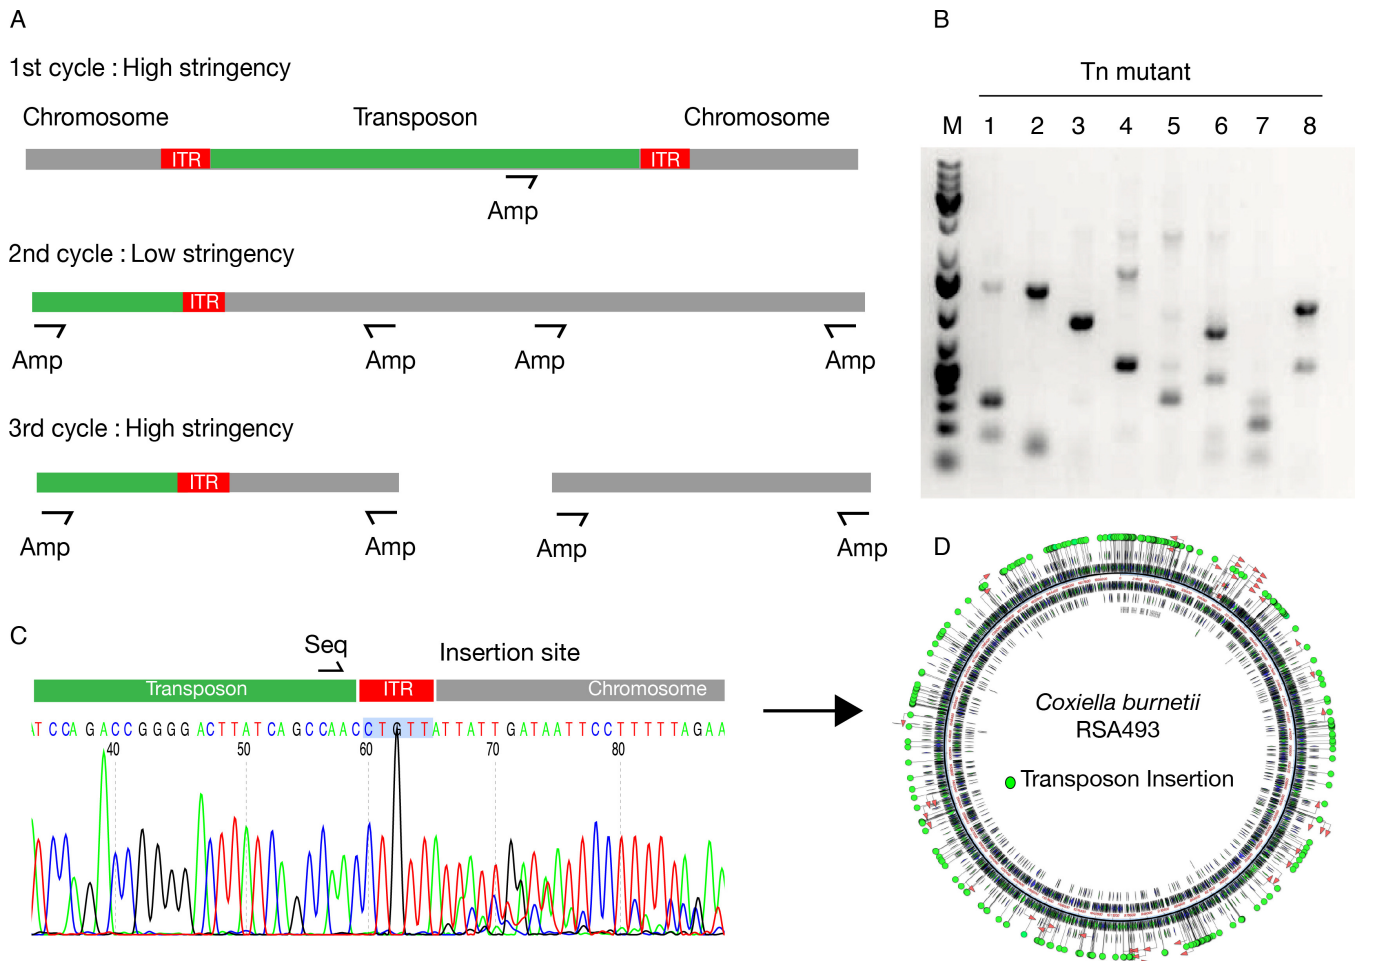 A
1st cycle : High stringency
Chromosome Transposon Chromosome
ITR ITR
Amp
2nd cycle : Low stringency
ITR
Amp Amp Amp Amp
3rd cycle : High stringency
ITR
Amp Amp Amp Amp
B
Tn mutant
M 1 2 3 4 5 6 7 8
C
Seq Insertion site
Transposon ITR Chromosome
TCCAGACCGGGGACTTATCAGCCAACCTGTTATTATTGATAATTCCTTTTTAGAA
40 50 60 70 80
D
Coxiella burnetii
RSA493
Transposon Insertion